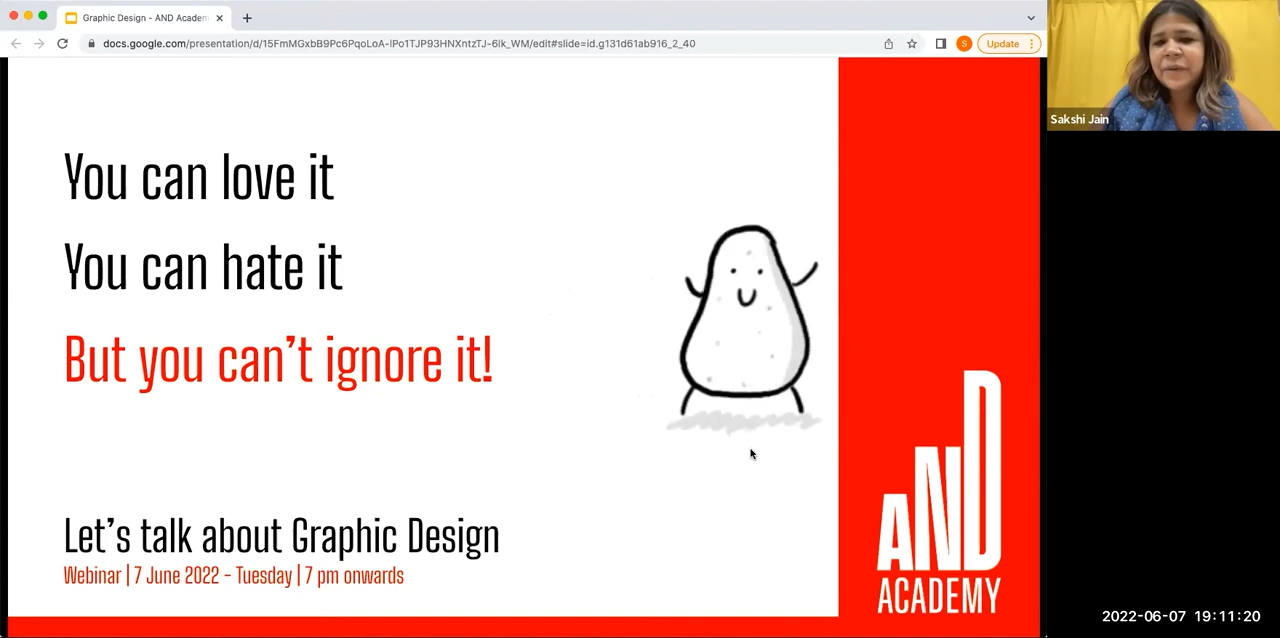 Graphic Design - AND Academ
docs.google.com/presentation/d/15FmMGxbB9Pc6PqoLoA-lPo1TJP93HNXntzTJ-6lk_WM/edit#slide=id.g131d61ab916_2_40
S
Update
Sakshi Jain
You can love it
You can hate it
But you can’t ignore it!
Let’s talk about Graphic Design
Webinar | 7 June 2022 - Tuesday | 7 pm onwards
AND
ACADEMY
2022-06-07 19:11:20